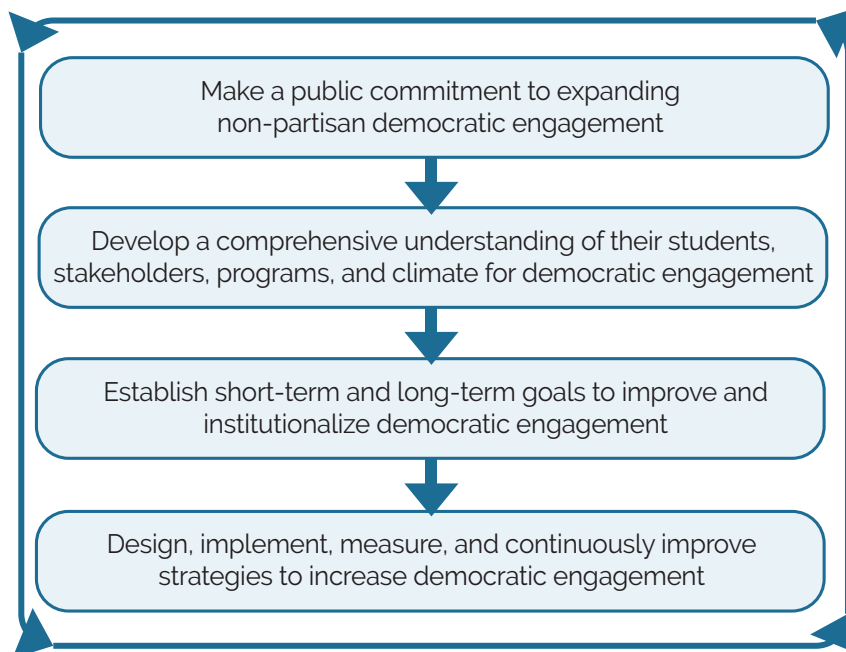 Make a public commitment to expanding
non-partisan democratic engagement
Develop a comprehensive understanding of their students,
stakeholders, programs, and climate for democratic engagement
Establish short-term and long-term goals to improve and
institutionalize democratic engagement
Design, implement, measure, and continuously improve
strategies to increase democratic engagement